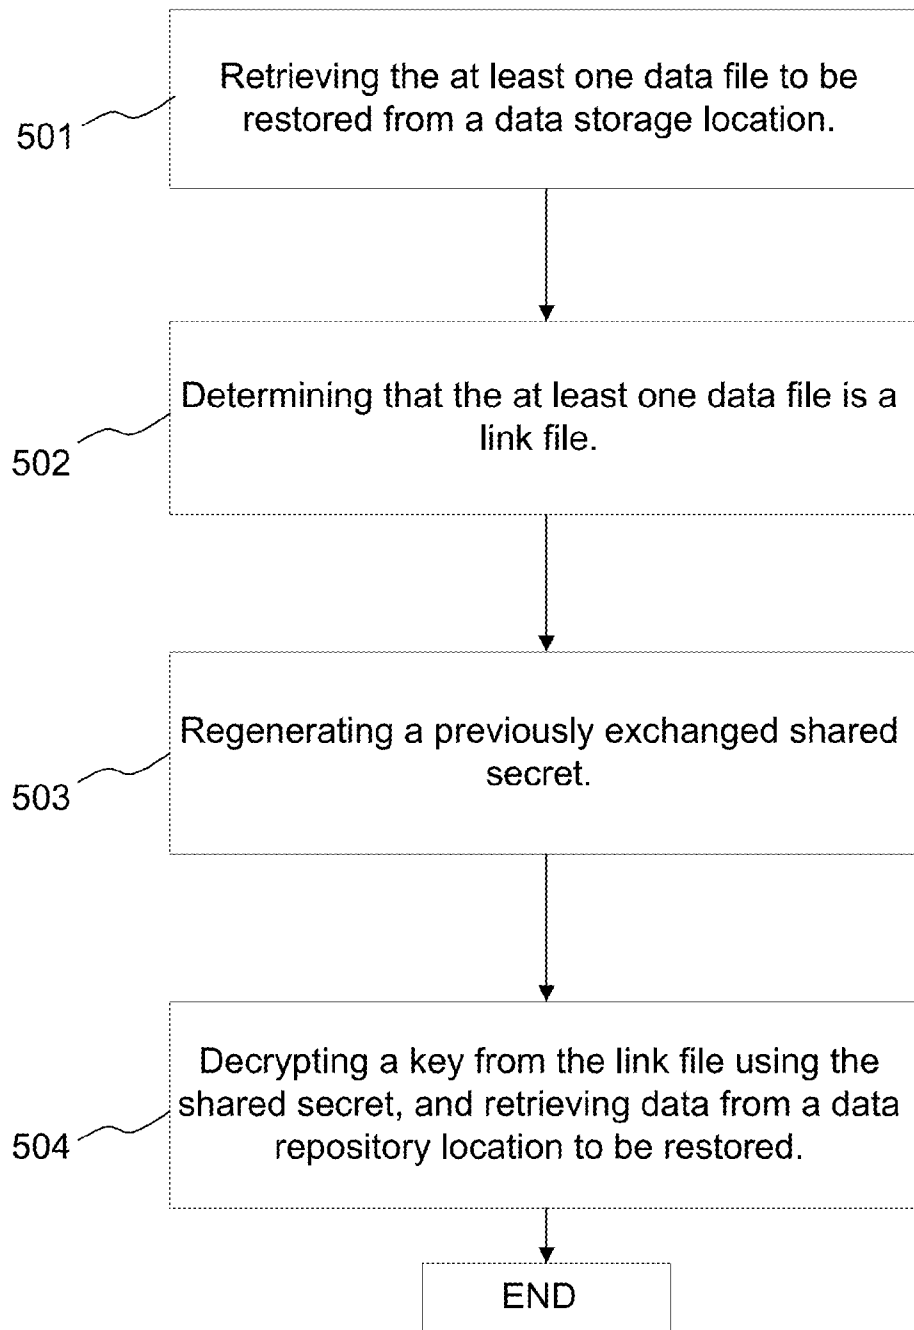 Retrieving the at least one data file to be
restored from a data storage location.
501
Determining that the at least one data file is a
link file.
502
Regenerating a previously exchanged shared
secret.
503
Decrypting a key from the link file using the
shared secret, and retrieving data from a data
repository location to be restored.
504
END